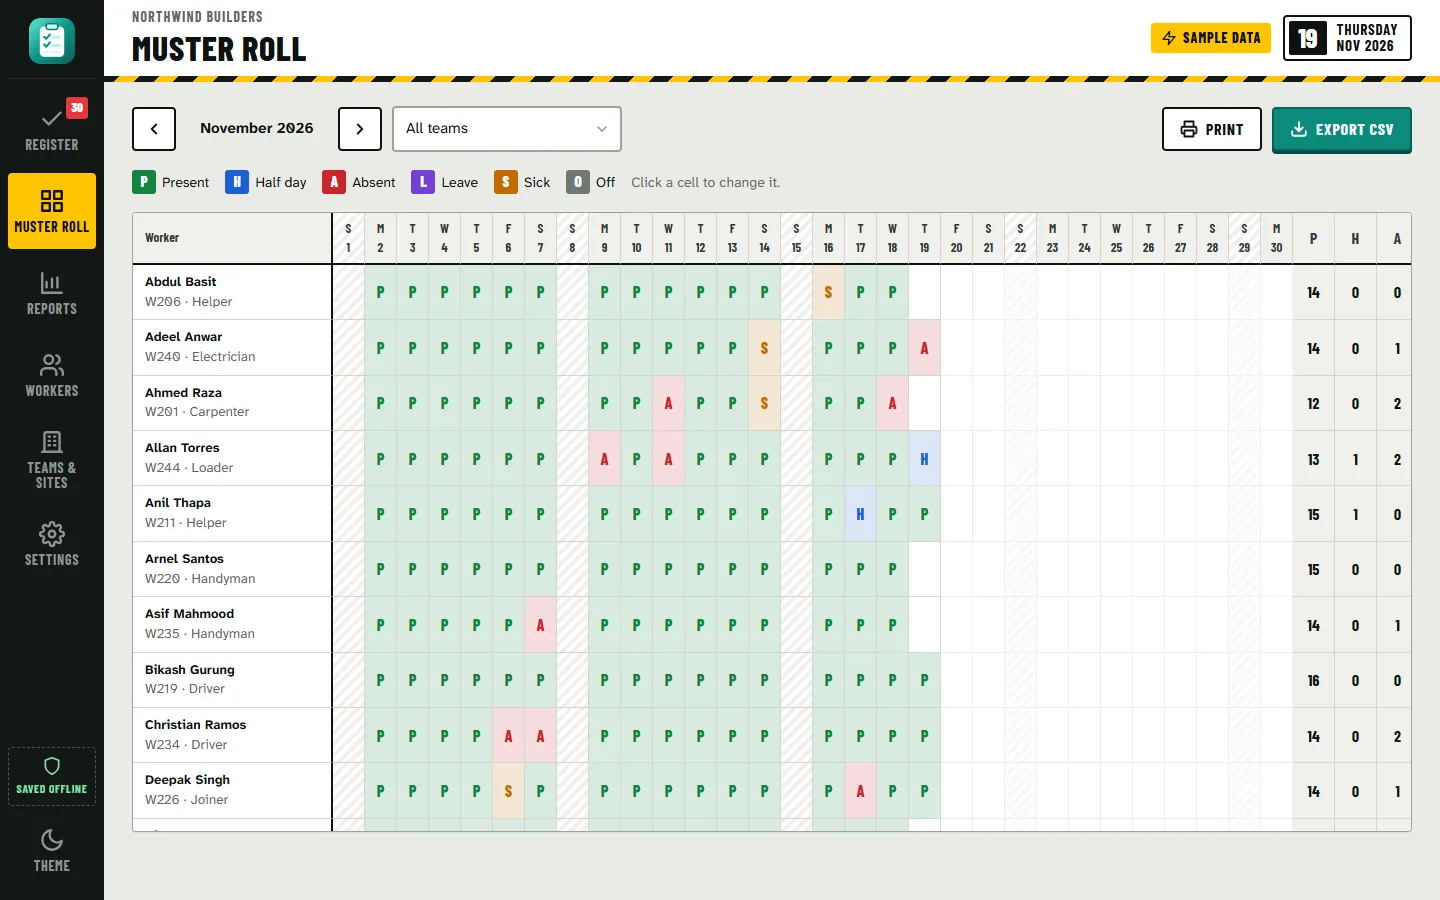 NORTHWIND BUILDERS
MUSTER ROLL
SAMPLE DATA
19 THURSDAY
NOV 2026
30
REGISTER
MUSTER ROLL
REPORTS
WORKERS
TEAMS &
SITES
SETTINGS
SAVED OFFLINE
THEME
November 2026
All teams
PRINT
EXPORT CSV
P Present H Half day A Absent L Leave S Sick O Off Click a cell to change it.
Worker S M T W T F S S M T W T F S S M T W T F S S M T W T F S S M P H A
1 2 3 4 5 6 7 8 9 10 11 12 13 14 15 16 17 18 19 20 21 22 23 24 25 26 27 28 29 30
Abdul Basit
W206 · Helper
P P P P P P P P P P P P S P P 14 0 0
Adeel Anwar
W240 · Electrician
P P P P P P P P P P P S P P P A 14 0 1
Ahmed Raza
W201 · Carpenter
P P P P P P P P A P P S P P A 12 0 2
Allan Torres
W244 · Loader
P P P P P P A P A P P P P P P H 13 1 2
Anil Thapa
W211 · Helper
P P P P P P P P P P P P P H P P 15 1 0
Arnel Santos
W220 · Handyman
P P P P P P P P P P P P P P P 15 0 0
Asif Mahmood
W235 · Handyman
P P P P P A P P P P P P P P P 14 0 1
Bikash Gurung
W219 · Driver
P P P P P P P P P P P P P P P P 16 0 0
Christian Ramos
W234 · Driver
P P P P A A P P P P P P P P P P 14 0 2
Deepak Singh
W226 · Joiner
P P P P S P P P P P P P P A P P 14 0 1